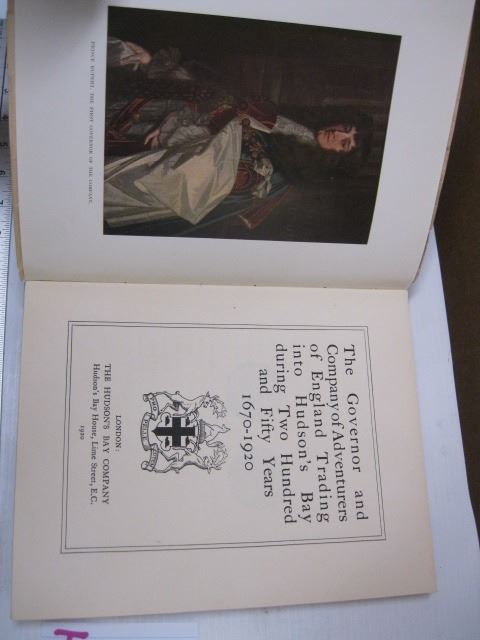 PRINCE RUPERT, THE FIRST GOVERNOR OF THE COMPANY.
The Governor and
Company of Adventurers
of England Trading
into Hudson's Bay
during Two Hundred
and Fifty Years
1670-1920
LONDON:
THE HUDSON'S BAY COMPANY
Hudson's Bay House, Lime Street, E.C.
1920